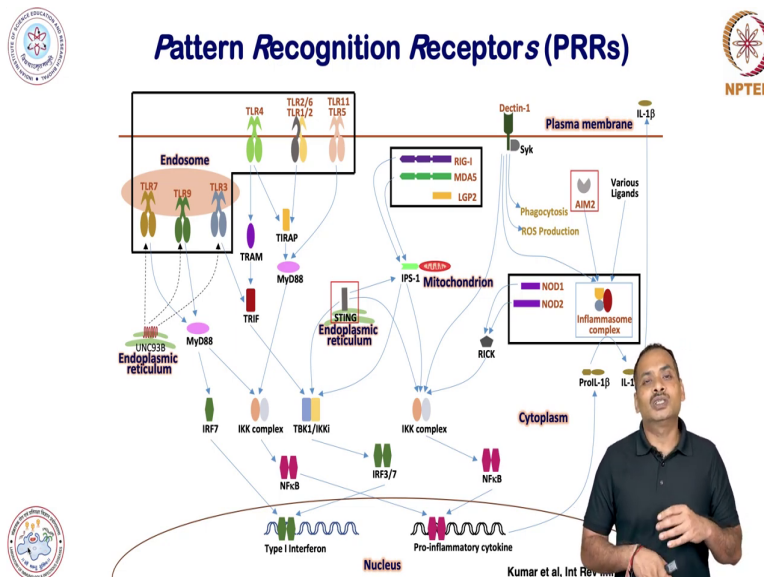 Pattern Recognition Receptors (PRRs)
NPTEL
TLR4
TLR2/6
TLR1/2
TLR11
TLR5
Dectin-1
Syk
Plasma membrane
IL-1β
Endosome
TLR7
TLR9
TLR3
RIG-I
MDA5
LGP2
AIM2
Various
Ligands
Phagocytosis
ROS Production
TRAM
TIRAP
MyD88
IPS-1
Mitochondrion
TRIF
STING
Endoplasmic
reticulum
NOD1
NOD2
Inflammasome
complex
UNC93B
Endoplasmic
reticulum
MyD88
RICK
ProIL-1β
IL-1
IRF7
IKK complex
TBK1/IKKi
IKK complex
Cytoplasm
NFκB
IRF3/7
NFκB
Type I Interferon
Pro-inflammatory cytokine
Nucleus
Kumar et al, Int Rev